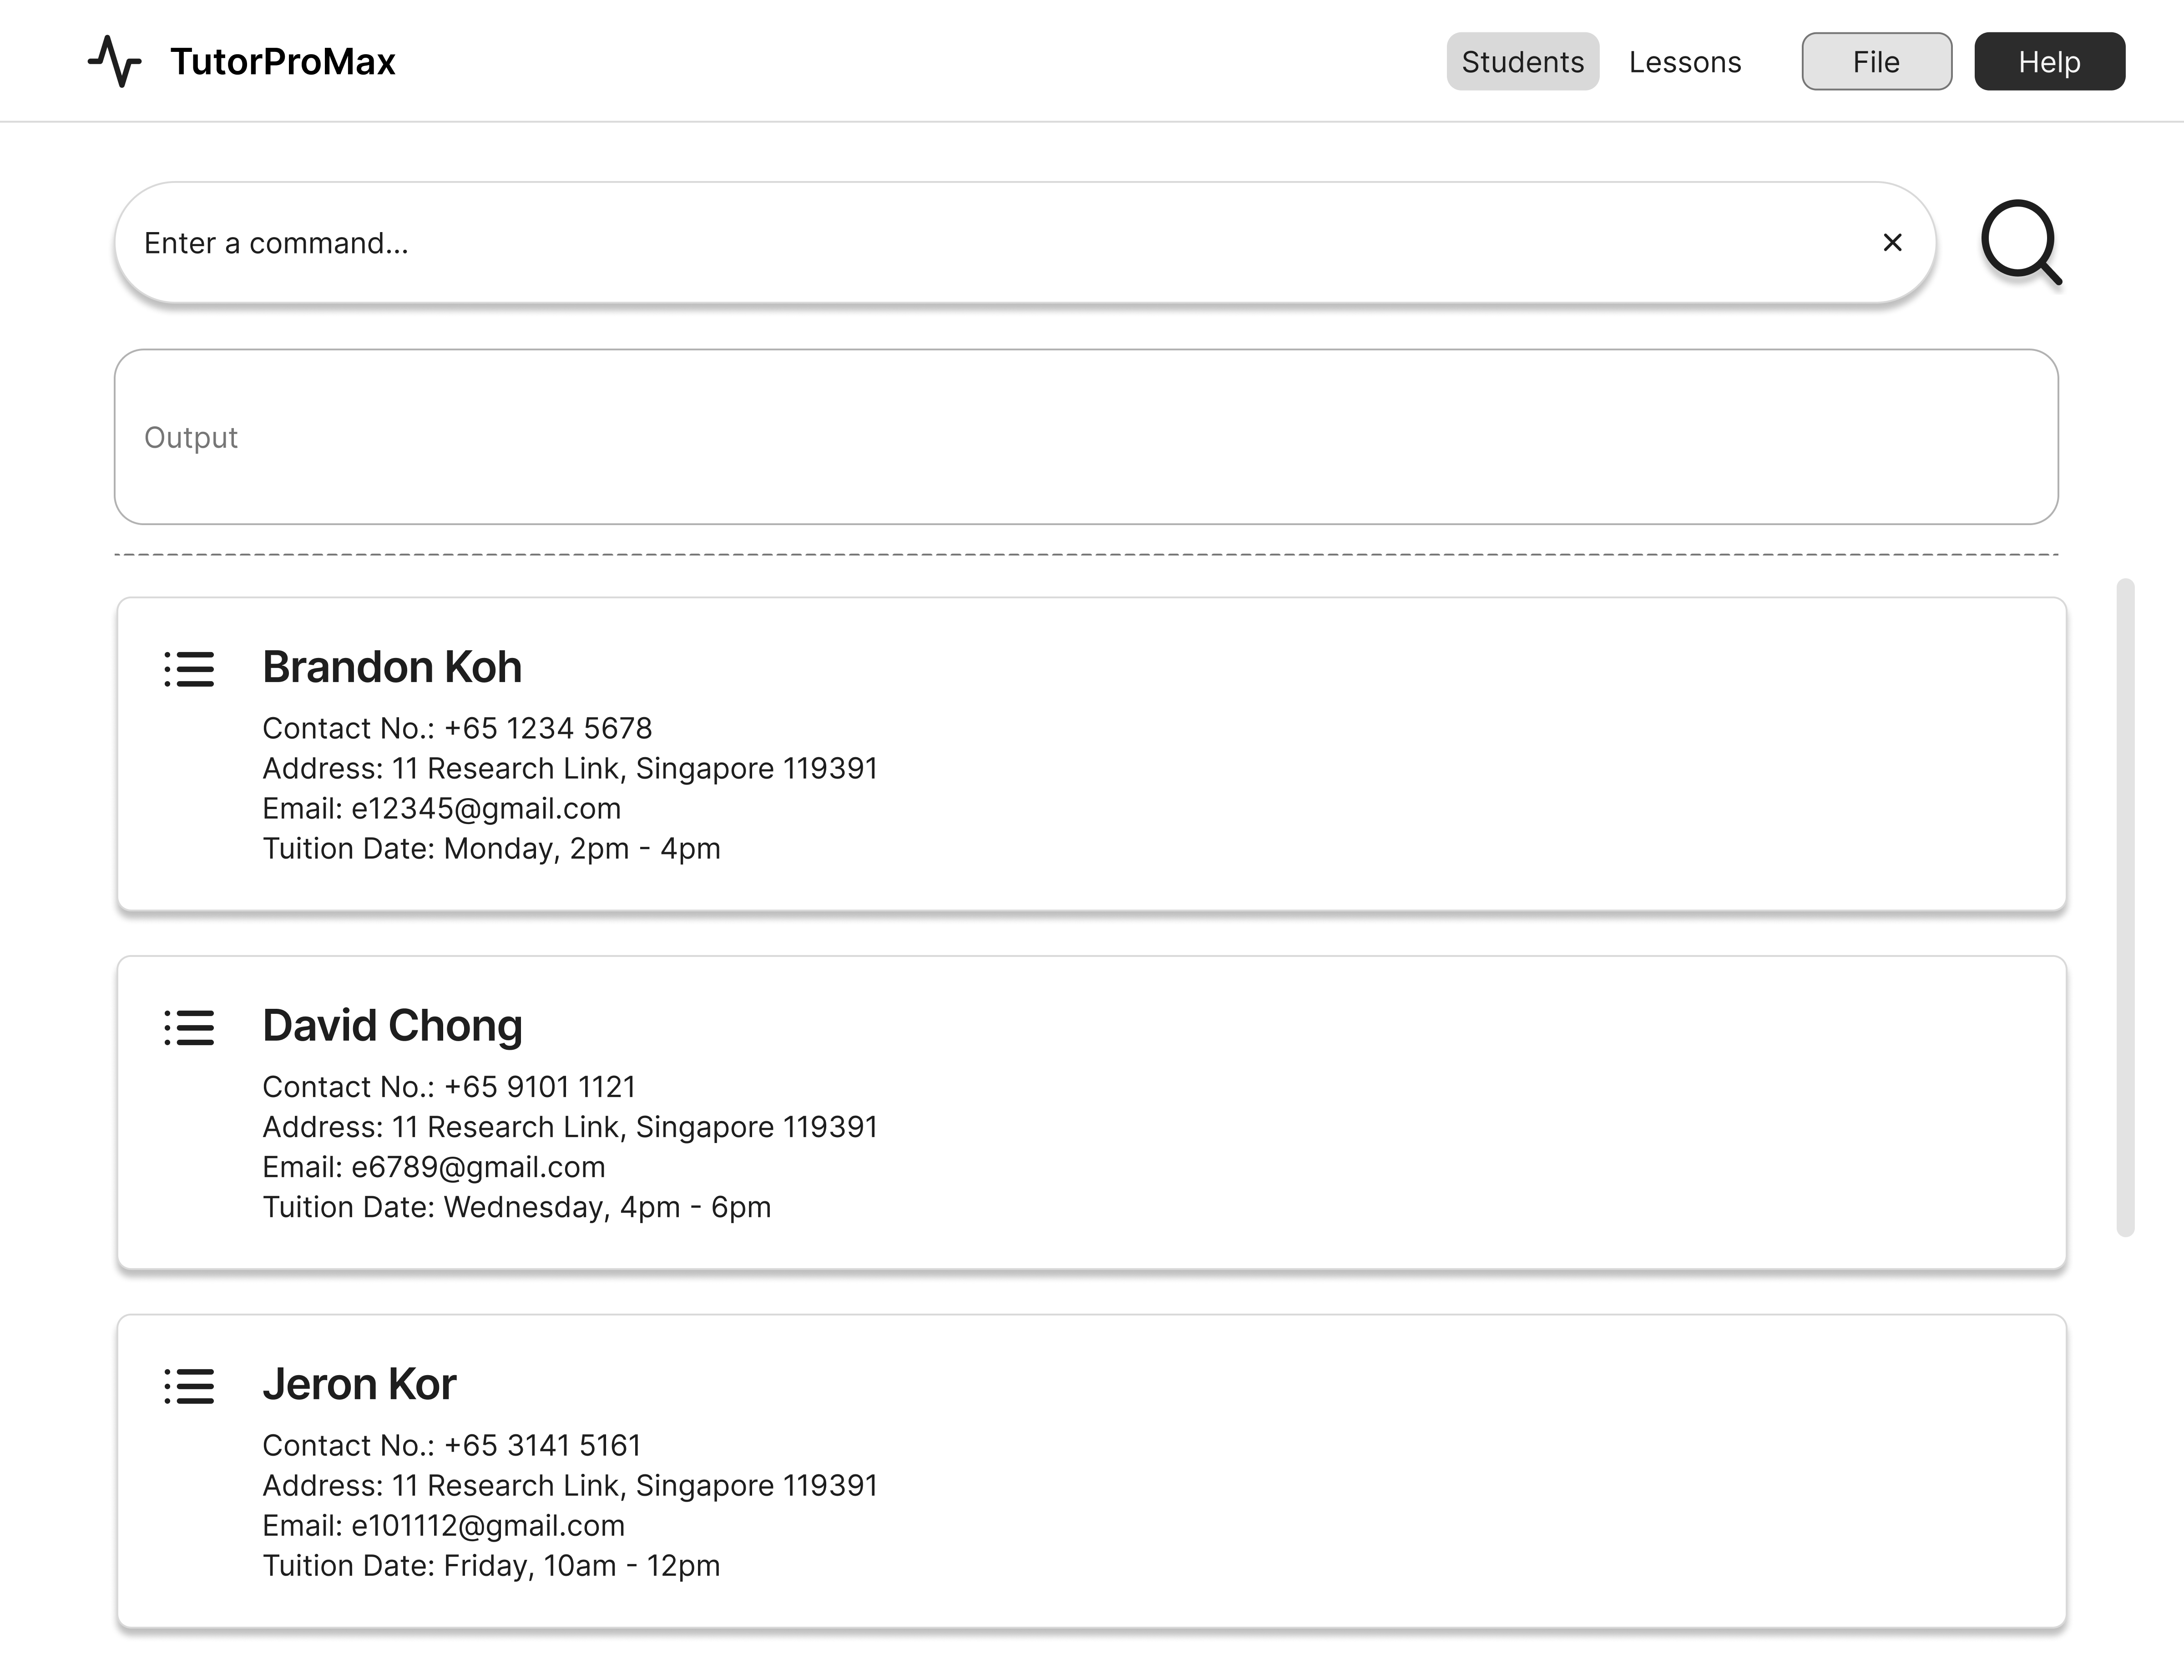 TutorProMax
Students
Lessons
File
Help
Enter a command...
Output
Brandon Koh
Contact No.: +65 1234 5678
Address: 11 Research Link, Singapore 119391
Email: e12345@gmail.com
Tuition Date: Monday, 2pm - 4pm
David Chong
Contact No.: +65 9101 1121
Address: 11 Research Link, Singapore 119391
Email: e6789@gmail.com
Tuition Date: Wednesday, 4pm - 6pm
Jeron Kor
Contact No.: +65 3141 5161
Address: 11 Research Link, Singapore 119391
Email: e101112@gmail.com
Tuition Date: Friday, 10am - 12pm